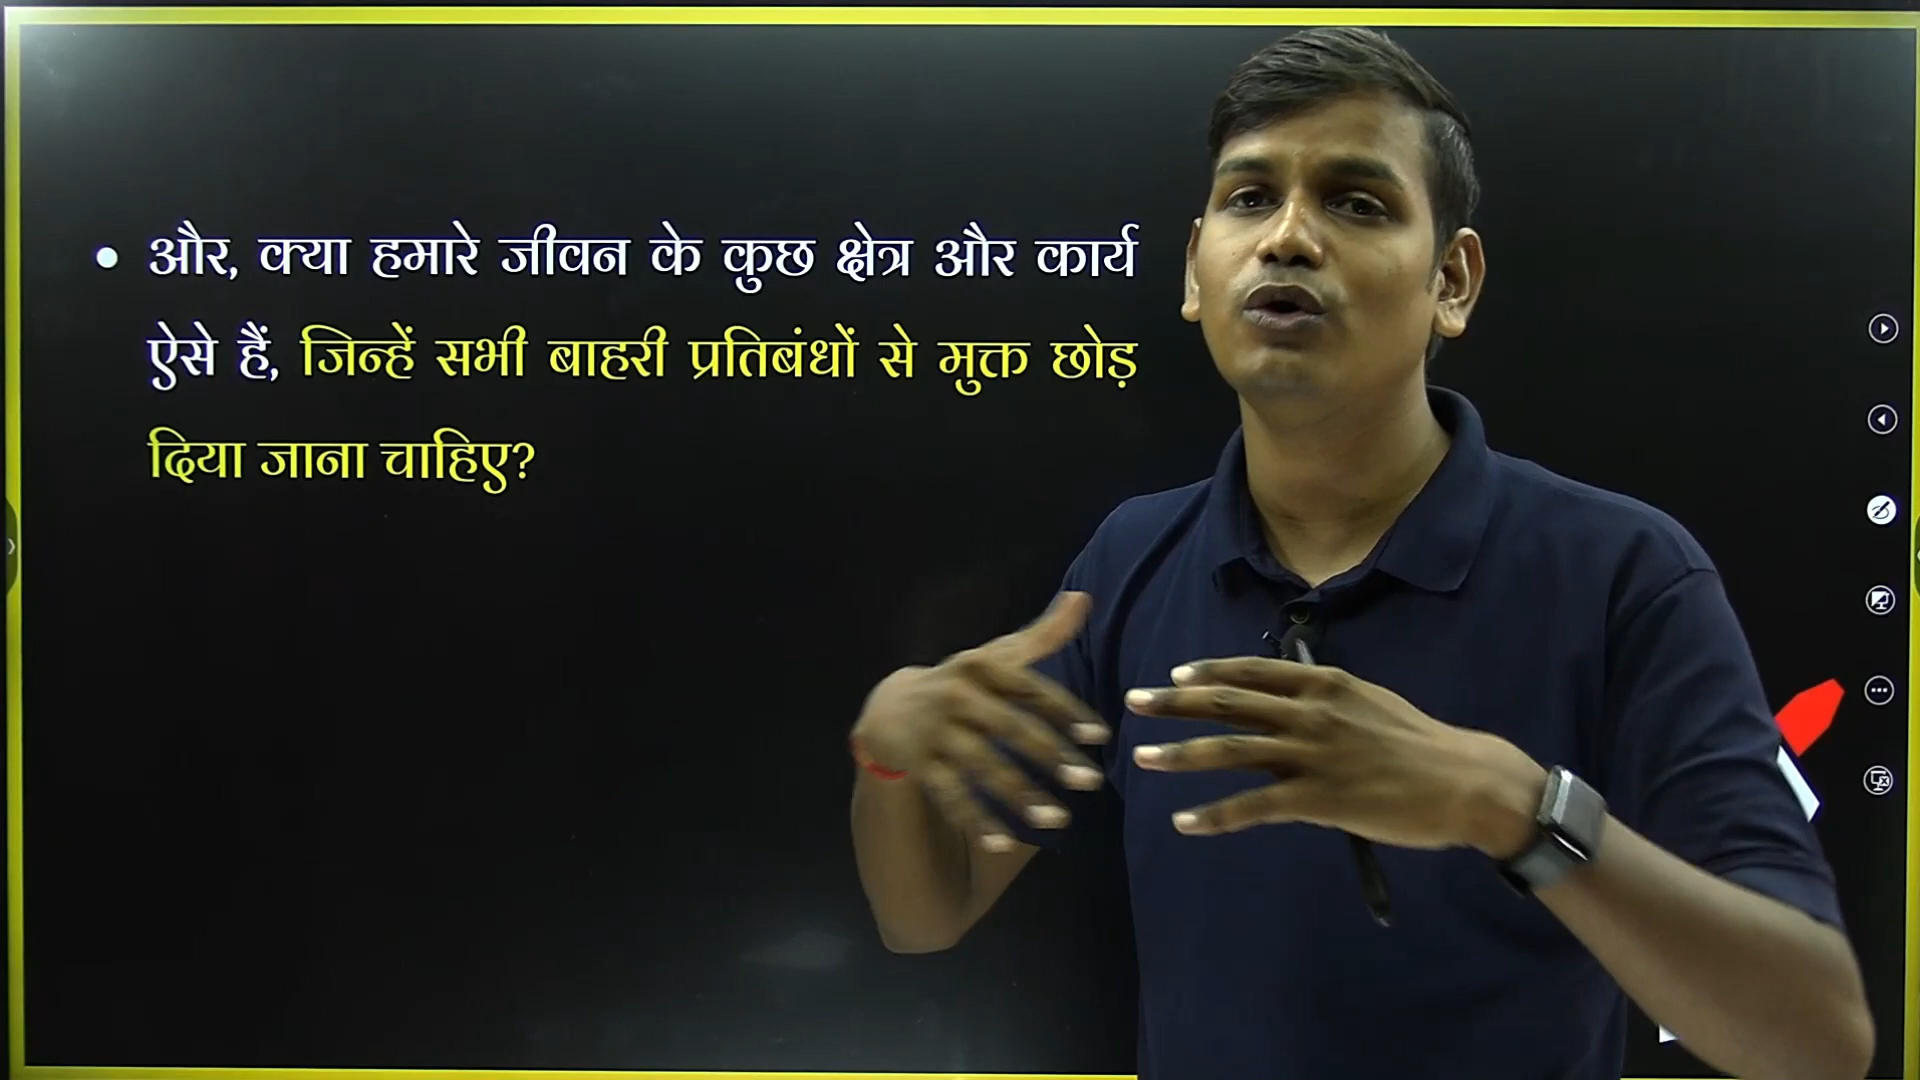 • और, क्या हमारे जीवन के कुछ क्षेत्र और कार्य
ऐसे हैं, जिन्हें सभी बाहरी प्रतिबंधों से मुक्त छोड़
दिया जाना चाहिए?